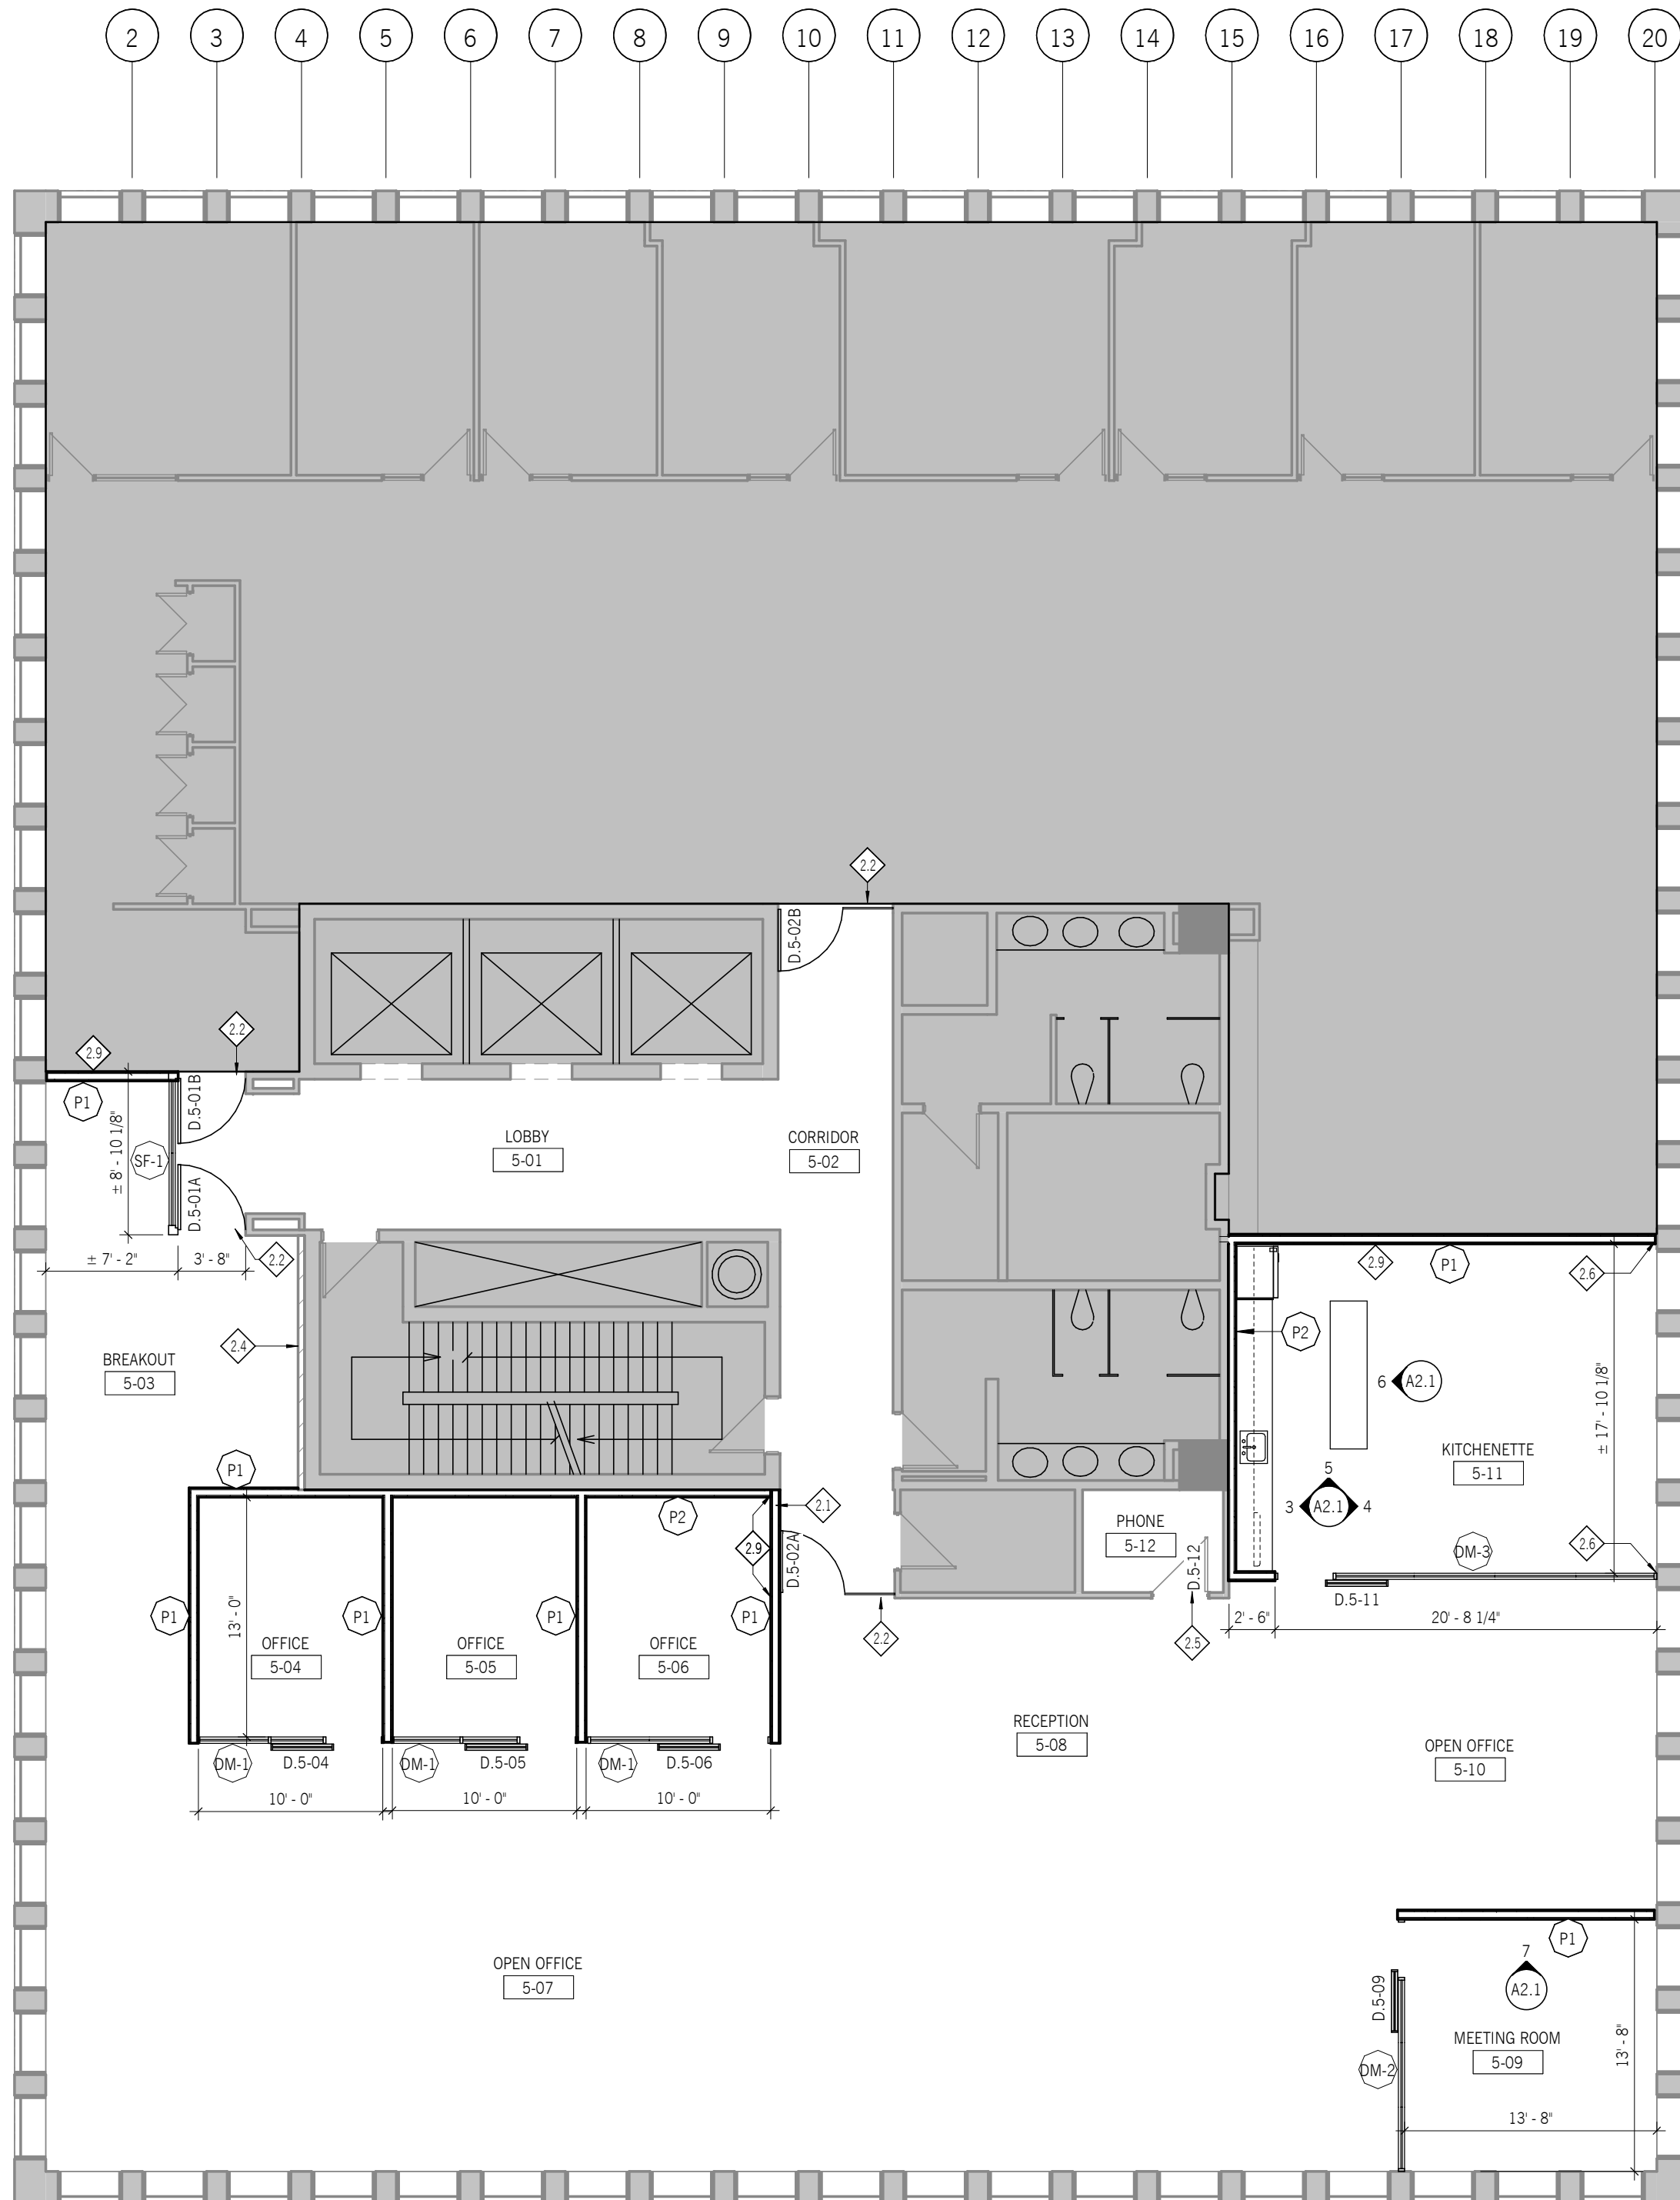 2 3 4 5 6 7 8 9 10 11 12 13 14 15 16 17 18 19 20
2.2
D.5-02B
2.2
2.9
P1
D.5-01B
± 8' - 10 1/8"
SF-1
D.5-01A
LOBBY
5-01
CORRIDOR
5-02
± 7' - 2"
3' - 8"
2.2
2.9
P1
2.6
P2
2.4
BREAKOUT
5-03
6
A2.1
± 17' - 10 1/8"
KITCHENETTE
5-11
P1
5
3
A2.1
4
2.1
P2
2.9
D.5-02A
PHONE
5-12
D.5-12
DM-3
2.6
D.5-11
2' - 6"
20' - 8 1/4"
P1
13' - 0"
P1
P1
P1
2.2
2.5
OFFICE
5-04
OFFICE
5-05
OFFICE
5-06
RECEPTION
5-08
OPEN OFFICE
5-10
DM-1
D.5-04
DM-1
D.5-05
DM-1
D.5-06
10' - 0"
10' - 0"
10' - 0"
P1
7
A2.1
OPEN OFFICE
5-07
D.5-09
MEETING ROOM
5-09
DM-2
13' - 8"
13' - 8"